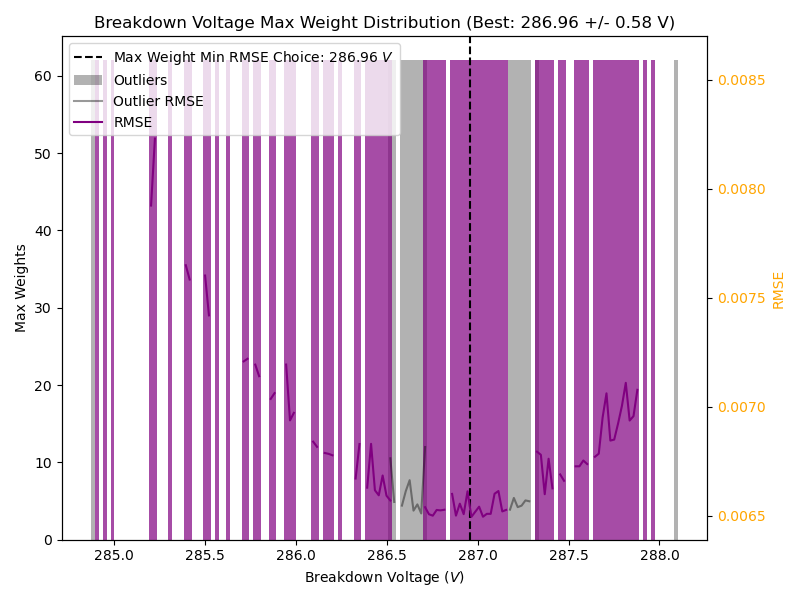 Breakdown Voltage Max Weight Distribution (Best: 286.96 +/- 0.58 V)
Max Weight Min RMSE Choice: 286.96 V
Outliers
Outlier RMSE
RMSE
60
50
40
30
20
10
0
Max Weights
0.0085
0.0080
0.0075
0.0070
0.0065
RMSE
285.0 285.5 286.0 286.5 287.0 287.5 288.0
Breakdown Voltage (V)